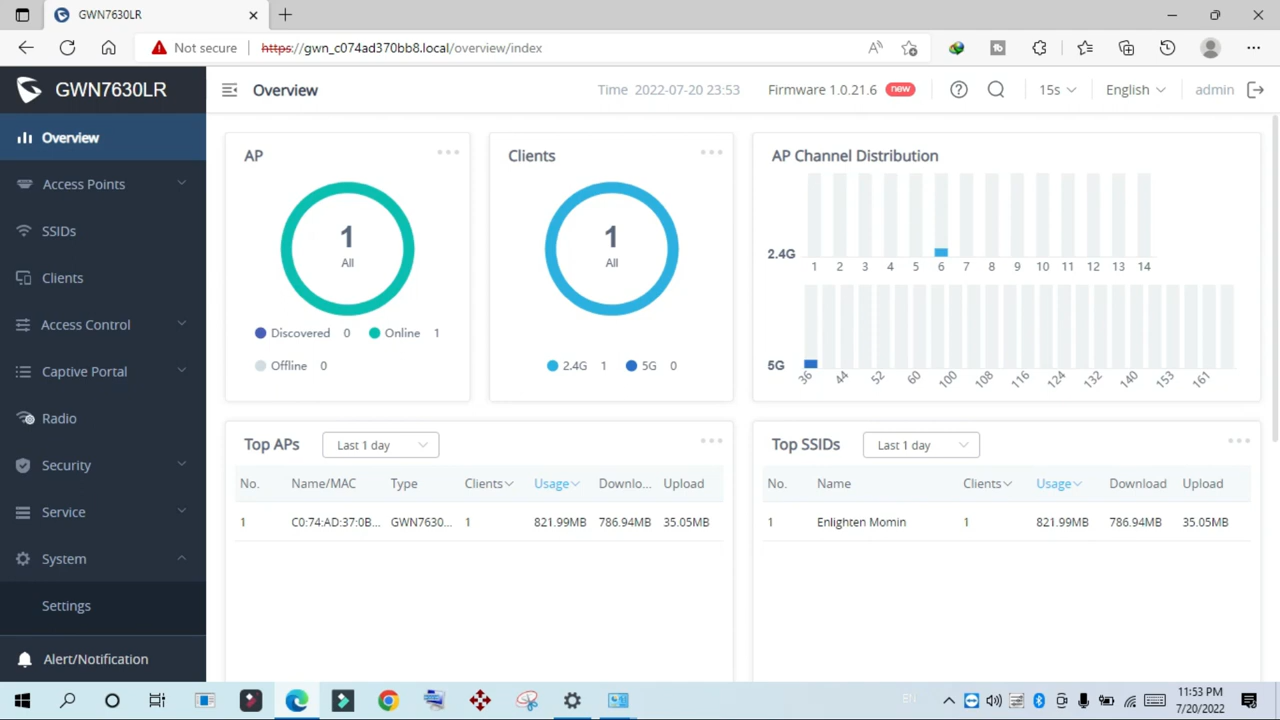 GWN7630LR
Not secure
https://gwn_c074ad370bb8.local/overview/index
GWN7630LR
Overview
Time 2022-07-20 23:53
Firmware 1.0.21.6 new
15s
English
admin
Overview
Access Points
SSIDs
Clients
Access Control
Captive Portal
Radio
Security
Service
System
Settings
Alert/Notification
AP
1
All
Discovered 0 Online 1
Offline 0
Clients
1
All
2.4G 1 5G 0
AP Channel Distribution
2.4G
1 2 3 4 5 6 7 8 9 10 11 12 13 14
5G
36 44 52 60 100 108 116 124 132 140 153 161
Top APs Last 1 day
No. Name/MAC Type Clients Usage Downlo... Upload
1 C0:74:AD:37:0B... GWN7630... 1 821.99MB 786.94MB 35.05MB
Top SSIDs Last 1 day
No. Name Clients Usage Download Upload
1 Enlighten Momin 1 821.99MB 786.94MB 35.05MB
EN
11:53 PM
7/20/2022